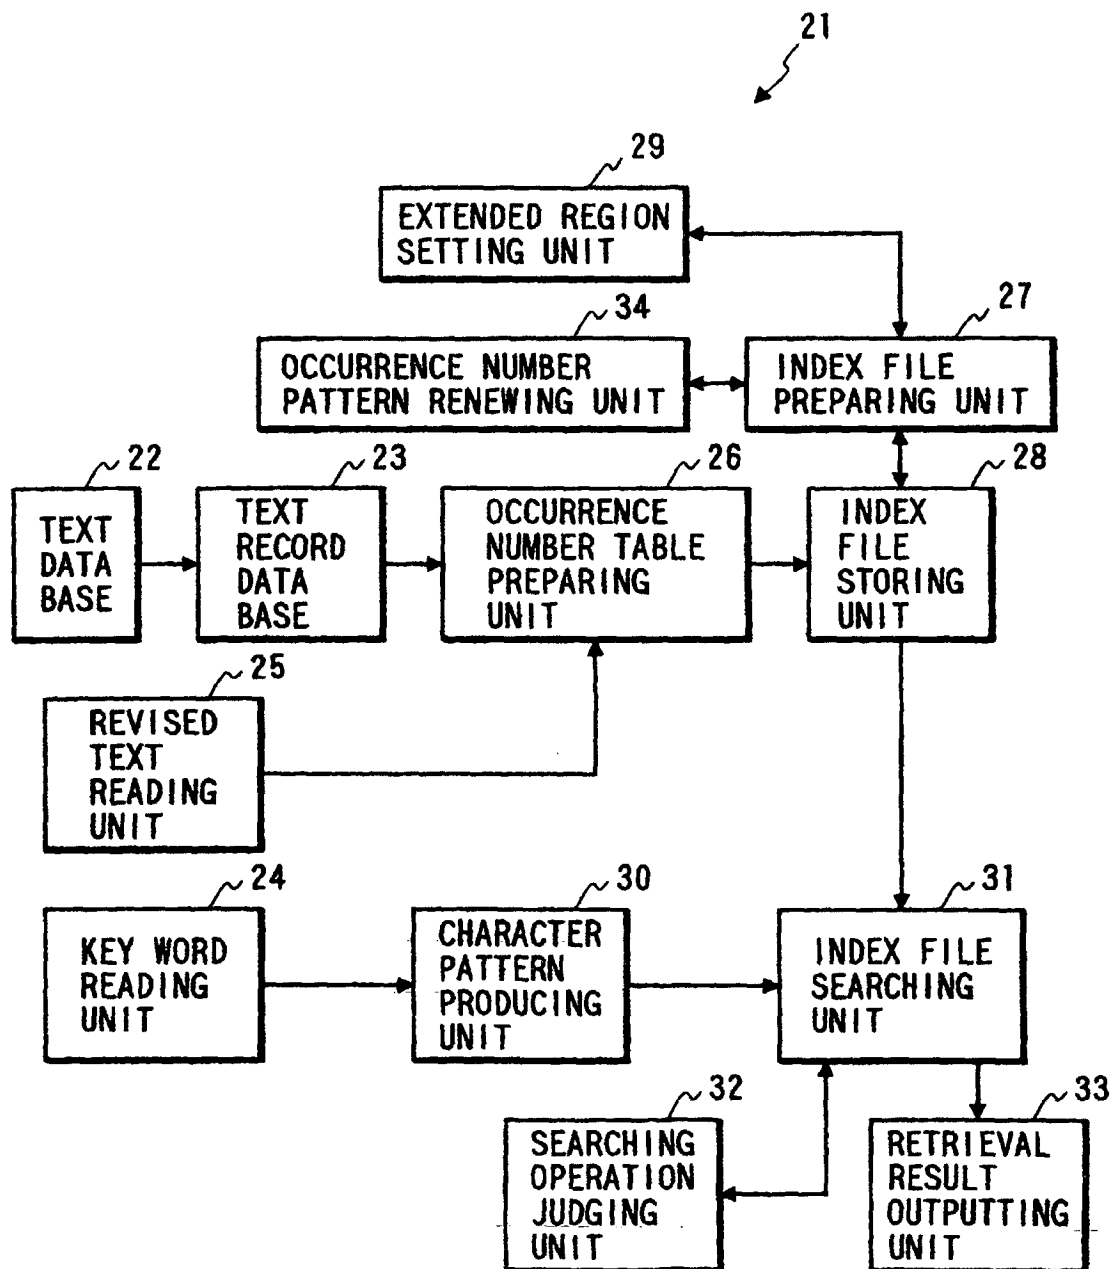 21
29
EXTENDED REGION
SETTING UNIT
34
OCCURRENCE NUMBER
PATTERN RENEWING UNIT
27
INDEX FILE
PREPARING UNIT
22
TEXT
DATA
BASE
23
TEXT
RECORD
DATA
BASE
26
OCCURRENCE
NUMBER TABLE
PREPARING
UNIT
28
INDEX
FILE
STORING
UNIT
25
REVISED
TEXT
READING
UNIT
24
KEY WORD
READING
UNIT
30
CHARACTER
PATTERN
PRODUCING
UNIT
31
INDEX FILE
SEARCHING
UNIT
32
SEARCHING
OPERATION
JUDGING
UNIT
33
RETRIEVAL
RESULT
OUTPUTTING
UNIT